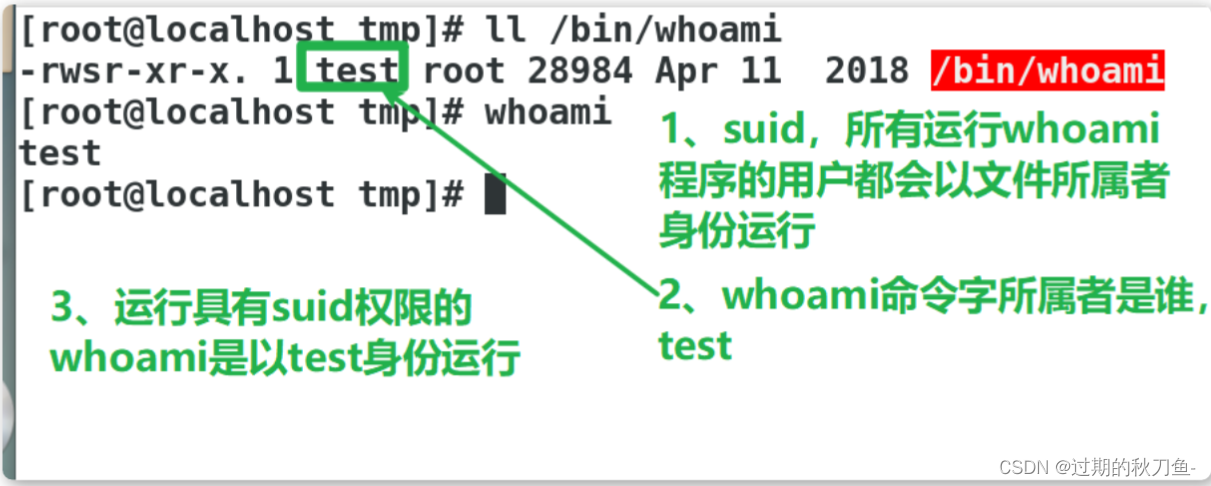 [root@localhost tmp]# ll /bin/whoami
-rwsr-xr-x. 1 test root 28984 Apr 11  2018 /bin/whoami
[root@localhost tmp]# whoami
test
[root@localhost tmp]#
1、suid，所有运行whoami
程序的用户都会以文件所属者
身份运行
2、whoami命令字所属者是谁，
test
3、运行具有suid权限的
whoami是以test身份运行
CSDN @过期的秋刀鱼-